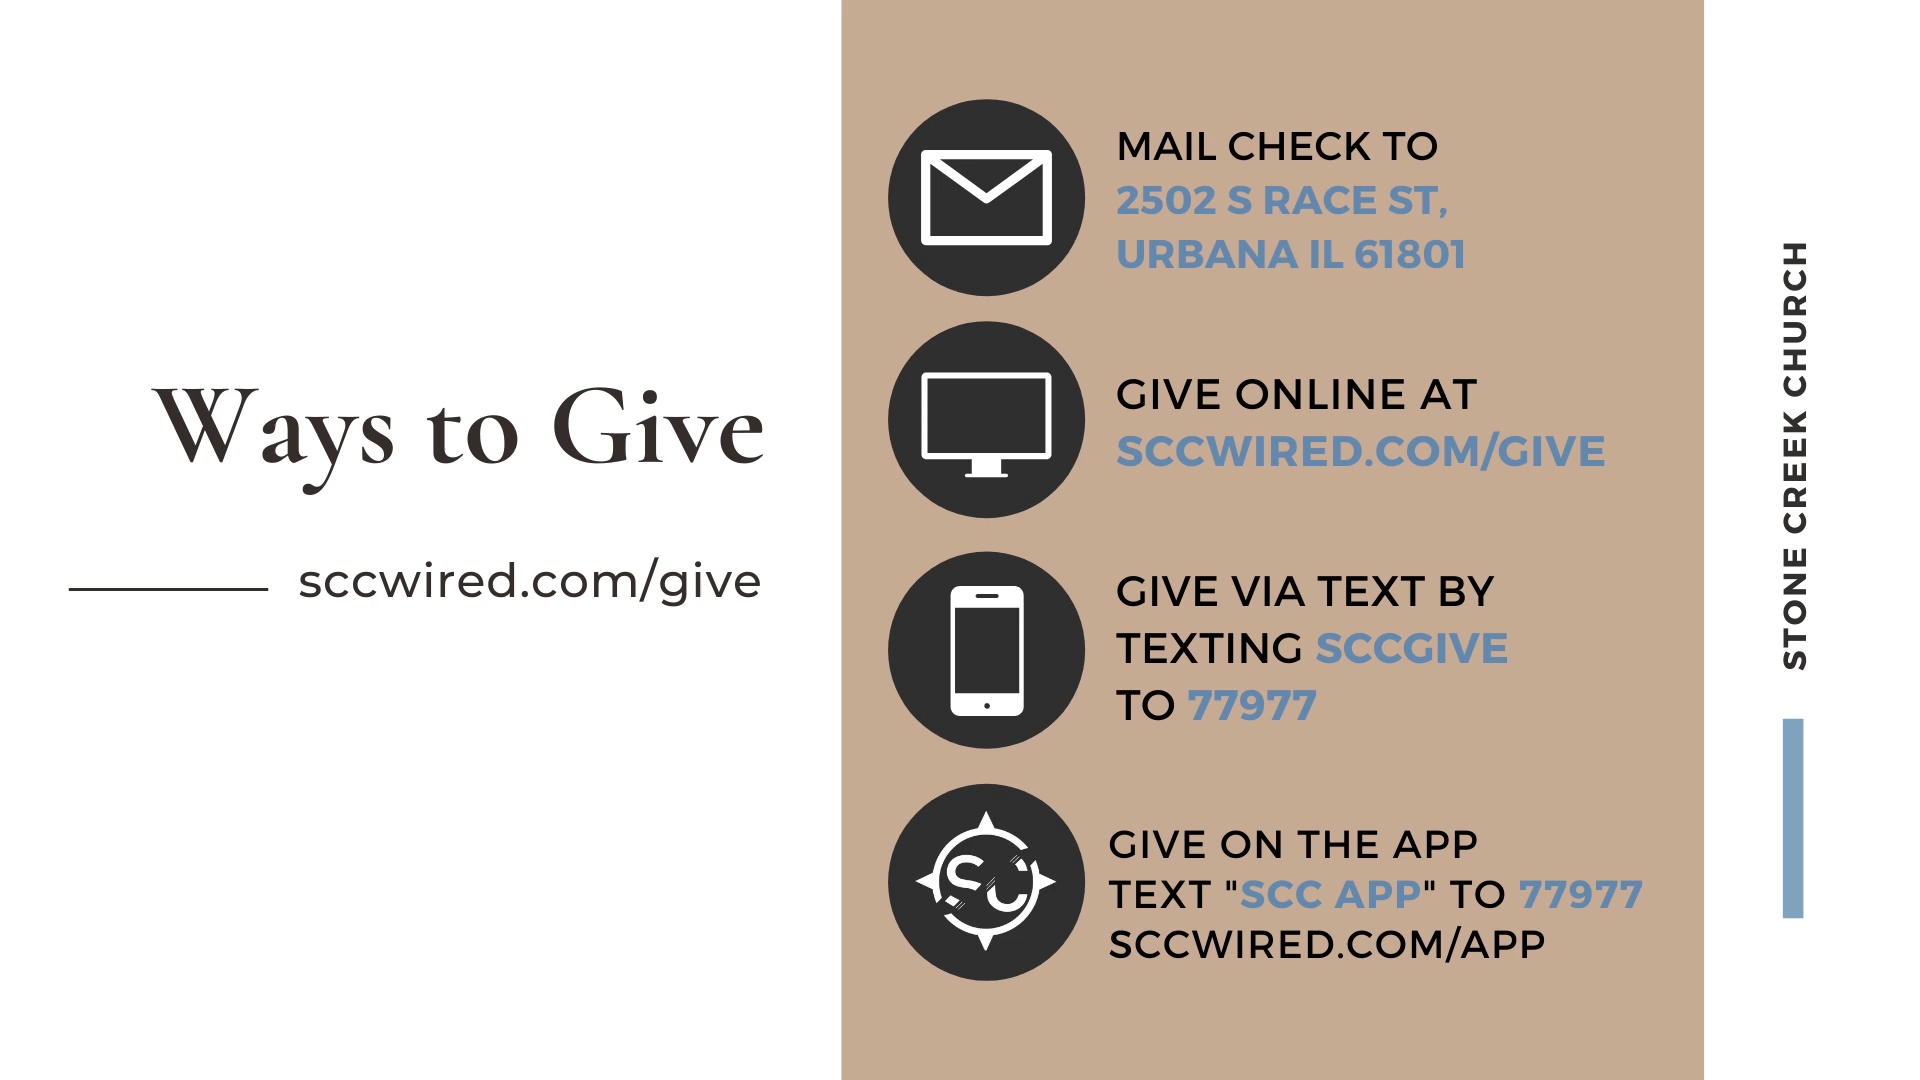 Ways to Give
sccwired.com/give
MAIL CHECK TO
2502 S RACE ST,
URBANA IL 61801
GIVE ONLINE AT
SCCWIRED.COM/GIVE
GIVE VIA TEXT BY
TEXTING SCCGIVE
TO 77977
SC
GIVE ON THE APP
TEXT "SCC APP" TO 77977
SCCWIRED.COM/APP
STONE CREEK CHURCH